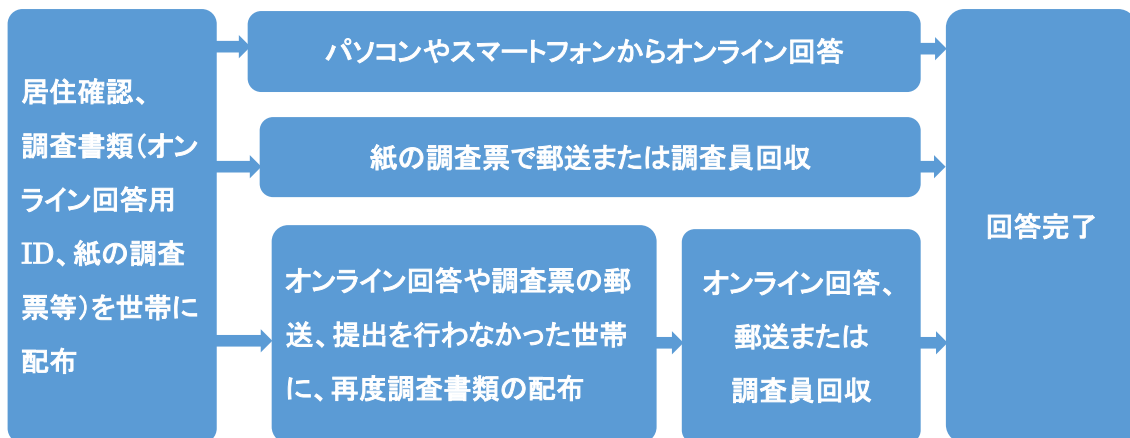 居住確認、
調査書類(オン
ライン回答用
ID、紙の調査
票等)を世帯に
配布
パソコンやスマートフォンからオンライン回答
紙の調査票で郵送または調査員回収
オンライン回答や調査票の郵
送、提出を行わなかった世帯
に、再度調査書類の配布
オンライン回答、
郵送または
調査員回収
回答完了